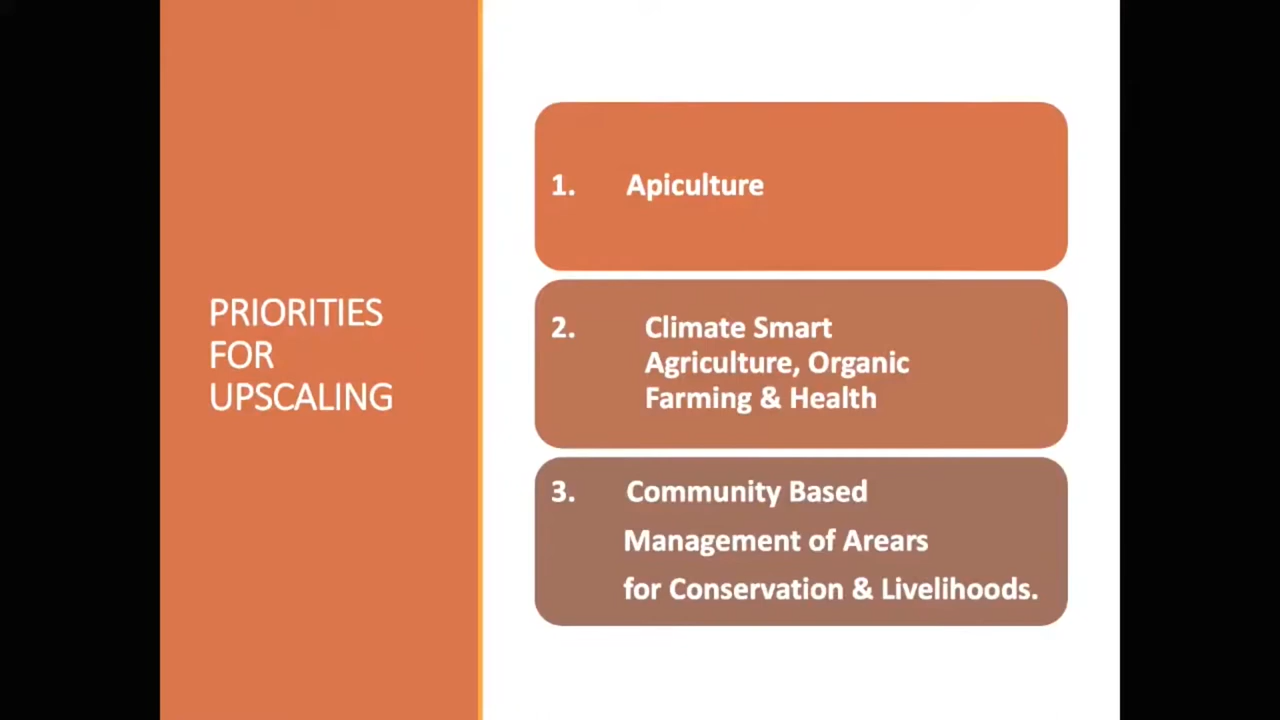 PRIORITIES
FOR
UPSCALING
1. Apiculture
2. Climate Smart
Agriculture, Organic
Farming & Health
3. Community Based
Management of Arears
for Conservation & Livelihoods.